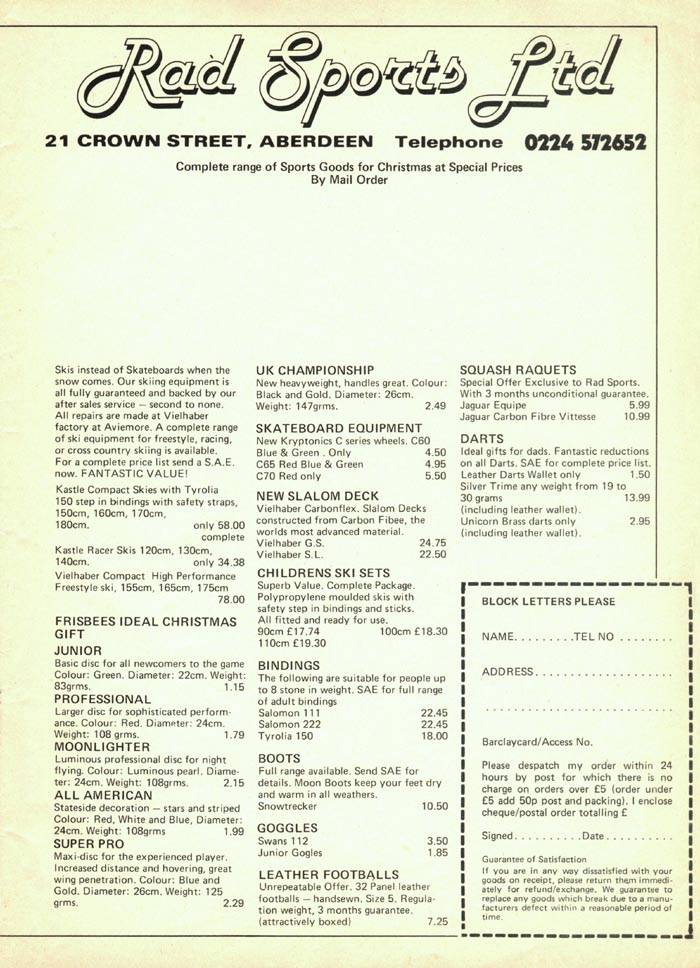 Rad Sports Ltd
21 CROWN STREET, ABERDEEN Telephone 0224 572652
Complete range of Sports Goods for Christmas at Special Prices
By Mail Order
Skis instead of Skateboards when the
snow comes. Our skiing equipment is
all fully guaranteed and backed by our
after sales service — second to none.
All repairs are made at Vielhaber
factory at Aviemore. A complete range
of ski equipment for freestyle, racing,
or cross country skiing is available.
For a complete price list send a S.A.E.
now. FANTASTIC VALUE!
Kastle Compact Skies with Tyrolia
150 step in bindings with safety straps,
150cm, 160cm, 170cm,
180cm. only 58.00
complete
Kastle Racer Skis 120cm, 130cm,
140cm. only 34.38
Vielhaber Compact High Performance
Freestyle ski, 155cm, 165cm, 175cm
78.00
FRISBEES IDEAL CHRISTMAS
GIFT
JUNIOR
Basic disc for all newcomers to the game
Colour: Green. Diameter: 22cm. Weight:
83grms. 1.15
PROFESSIONAL
Larger disc for sophisticated perform-
ance. Colour: Red. Diameter: 24cm.
Weight: 108 grms. 1.79
MOONLIGHTER
Luminous professional disc for night
flying. Colour: Luminous pearl. Diame-
ter: 24cm. Weight: 108grms. 2.15
ALL AMERICAN
Stateside decoration — stars and striped
Colour: Red, White and Blue, Diameter:
24cm. Weight: 108grms 1.99
SUPER PRO
Maxi-disc for the experienced player.
Increased distance and hovering, great
wing penetration. Colour: Blue and
Gold. Diameter: 26cm. Weight: 125
grms. 2.29
UK CHAMPIONSHIP
New heavyweight, handles great. Colour:
Black and Gold. Diameter: 26cm.
Weight: 147grms. 2.49
SKATEBOARD EQUIPMENT
New Kryptonics C series wheels. C60
Blue & Green . Only 4.50
C65 Red Blue & Green 4.95
C70 Red only 5.50
NEW SLALOM DECK
Vielhaber Carbonflex. Slalom Decks
constructed from Carbon Fibee, the
worlds most advanced material.
Vielhaber G.S. 24.75
Vielhaber S.L. 22.50
CHILDRENS SKI SETS
Superb Value. Complete Package.
Polypropylene moulded skis with
safety step in bindings and sticks.
All fitted and ready for use.
90cm £17.74 100cm £18.30
110cm £19.30
BINDINGS
The following are suitable for people up
to 8 stone in weight. SAE for full range
of adult bindings
Salomon 111 22.45
Salomon 222 22.45
Tyrolia 150 18.00
BOOTS
Full range available. Send SAE for
details. Moon Boots keep your feet dry
and warm in all weathers.
Snowtrecker 10.50
GOGGLES
Swans 112 3.50
Junior Gogles 1.85
LEATHER FOOTBALLS
Unrepeatable Offer. 32 Panel leather
footballs — handsewn. Size 5. Regula-
tion weight, 3 months guarantee.
(attractively boxed) 7.25
SQUASH RAQUETS
Special Offer Exclusive to Rad Sports.
With 3 months unconditional guarantee.
Jaguar Equipe 5.99
Jaguar Carbon Fibre Vittesse 10.99
DARTS
Ideal gifts for dads. Fantastic reductions
on all Darts. SAE for complete price list.
Leather Darts Wallet only 1.50
Silver Trime any weight from 19 to
30 grams 13.99
(including leather wallet).
Unicorn Brass darts only 2.95
(including leather wallet).
BLOCK LETTERS PLEASE
NAME. . . . . . . . .TEL NO . . . . . . . .
ADDRESS. . . . . . . . . . . . . . . . . . . .
. . . . . . . . . . . . . . . . . . . . . . . . . . .
Barclaycard/Access No.
Please despatch my order within 24
hours by post for which there is no
charge on orders over £5 (order under
£5 add 50p post and packing). I enclose
cheque/postal order totalling £
Signed. . . . . . . . . .Date . . . . . . . . . .
Guarantee of Satisfaction
If you are in any way dissatisfied with your
goods on receipt, please return them immedi-
ately for refund/exchange. We guarantee to
replace any goods which break due to a manu-
facturers defect within a reasonable period of
time.